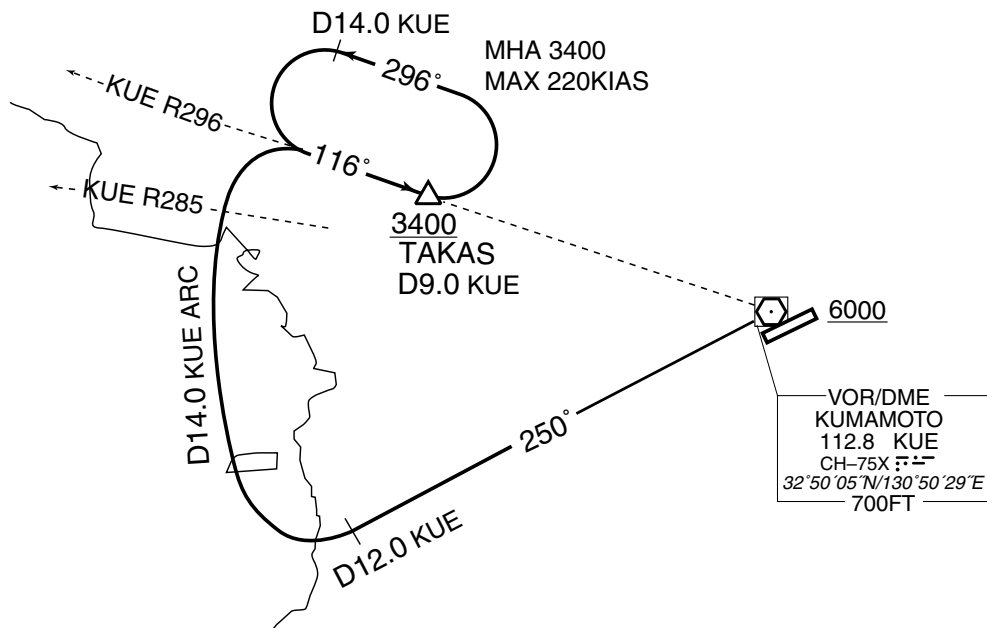 D14.0 KUE
MHA 3400
MAX 220KIAS
296°
KUE R296
116°
KUE R285
3400
TAKAS
D9.0 KUE
D14.0 KUE ARC
6000
250°
D12.0 KUE
VOR/DME
KUMAMOTO
112.8 KUE
CH–75X
32°50´05˝N/130°50´29˝E
700FT